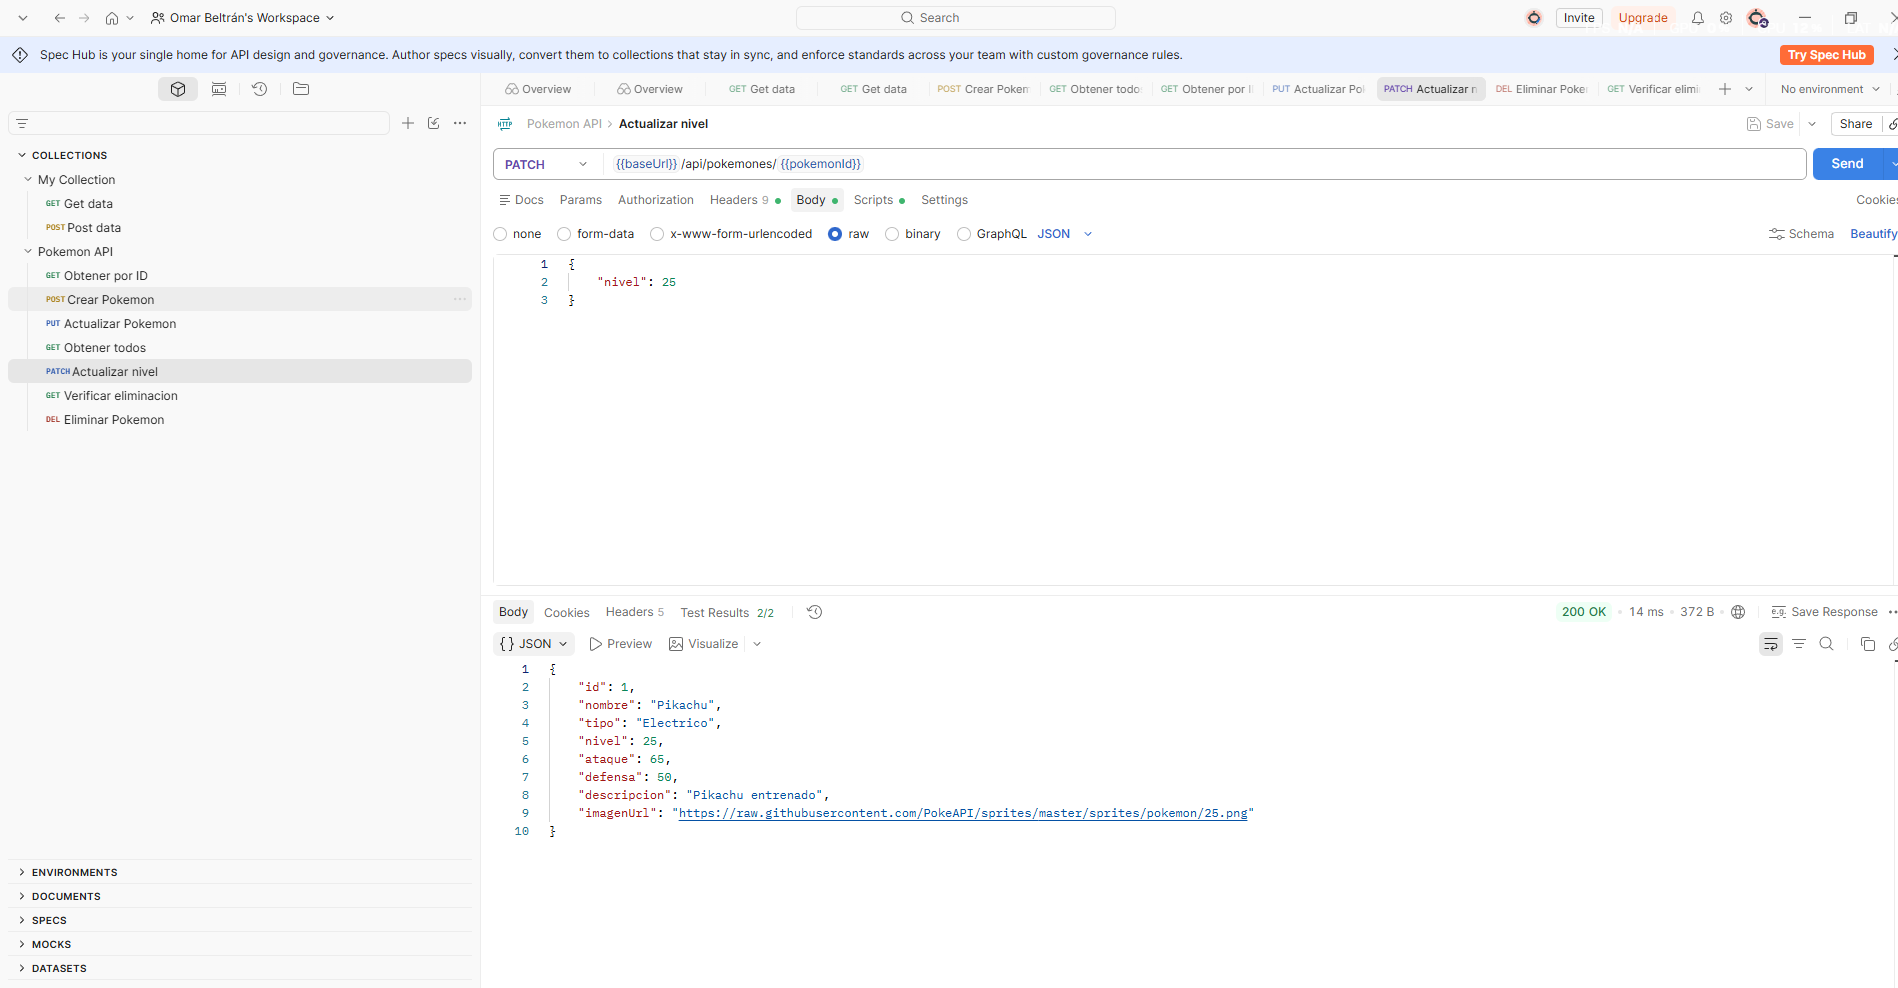 Omar Beltrán's Workspace
Search
Invite
Upgrade
Spec Hub is your single home for API design and governance. Author specs visually, convert them to collections that stay in sync, and enforce standards across your team with custom governance rules.
Try Spec Hub
Overview
Overview
GET Get data
GET Get data
POST Crear Pokem
GET Obtener todo
GET Obtener por I
PUT Actualizar Po
PATCH Actualizar n
DEL Eliminar Poke
GET Verificar elimi
No environment
COLLECTIONS
My Collection
GET Get data
POST Post data
Pokemon API
GET Obtener por ID
POST Crear Pokemon
PUT Actualizar Pokemon
GET Obtener todos
PATCH Actualizar nivel
GET Verificar eliminacion
DEL Eliminar Pokemon
ENVIRONMENTS
DOCUMENTS
SPECS
MOCKS
DATASETS
HTTP Pokemon API > Actualizar nivel
Save
Share
PATCH
{{baseUrl}} /api/pokemones/ {{pokemonId}}
Send
Docs
Params
Authorization
Headers 9
Body
Scripts
Settings
Cookies
none
form-data
x-www-form-urlencoded
raw
binary
GraphQL
JSON
Schema
Beautify
1 {
2 "nivel": 25
3 }
Body
Cookies
Headers 5
Test Results 2/2
200 OK
14 ms
372 B
e.g. Save Response
{} JSON
Preview
Visualize
1 {
2 "id": 1,
3 "nombre": "Pikachu",
4 "tipo": "Electrico",
5 "nivel": 25,
6 "ataque": 65,
7 "defensa": 50,
8 "descripcion": "Pikachu entrenado",
9 "imagenUrl": "https://raw.githubusercontent.com/PokeAPI/sprites/master/sprites/pokemon/25.png"
10 }